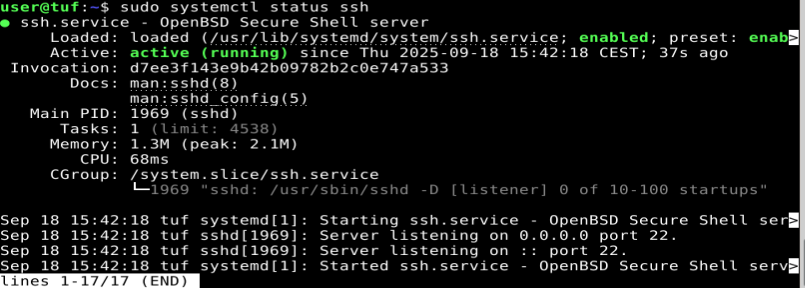 user@tuf:~$ sudo systemctl status ssh
● ssh.service - OpenBSD Secure Shell server
     Loaded: loaded (/usr/lib/systemd/system/ssh.service; enabled; preset: enab>
     Active: active (running) since Thu 2025-09-18 15:42:18 CEST; 37s ago
 Invocation: d7ee3f143e9b42b09782b2c0e747a533
       Docs: man:sshd(8)
             man:sshd_config(5)
   Main PID: 1969 (sshd)
      Tasks: 1 (limit: 4538)
     Memory: 1.3M (peak: 2.1M)
        CPU: 68ms
     CGroup: /system.slice/ssh.service
             └─1969 "sshd: /usr/sbin/sshd -D [listener] 0 of 10-100 startups"

Sep 18 15:42:18 tuf systemd[1]: Starting ssh.service - OpenBSD Secure Shell ser>
Sep 18 15:42:18 tuf sshd[1969]: Server listening on 0.0.0.0 port 22.
Sep 18 15:42:18 tuf sshd[1969]: Server listening on :: port 22.
Sep 18 15:42:18 tuf systemd[1]: Started ssh.service - OpenBSD Secure Shell serv>
lines 1-17/17 (END)